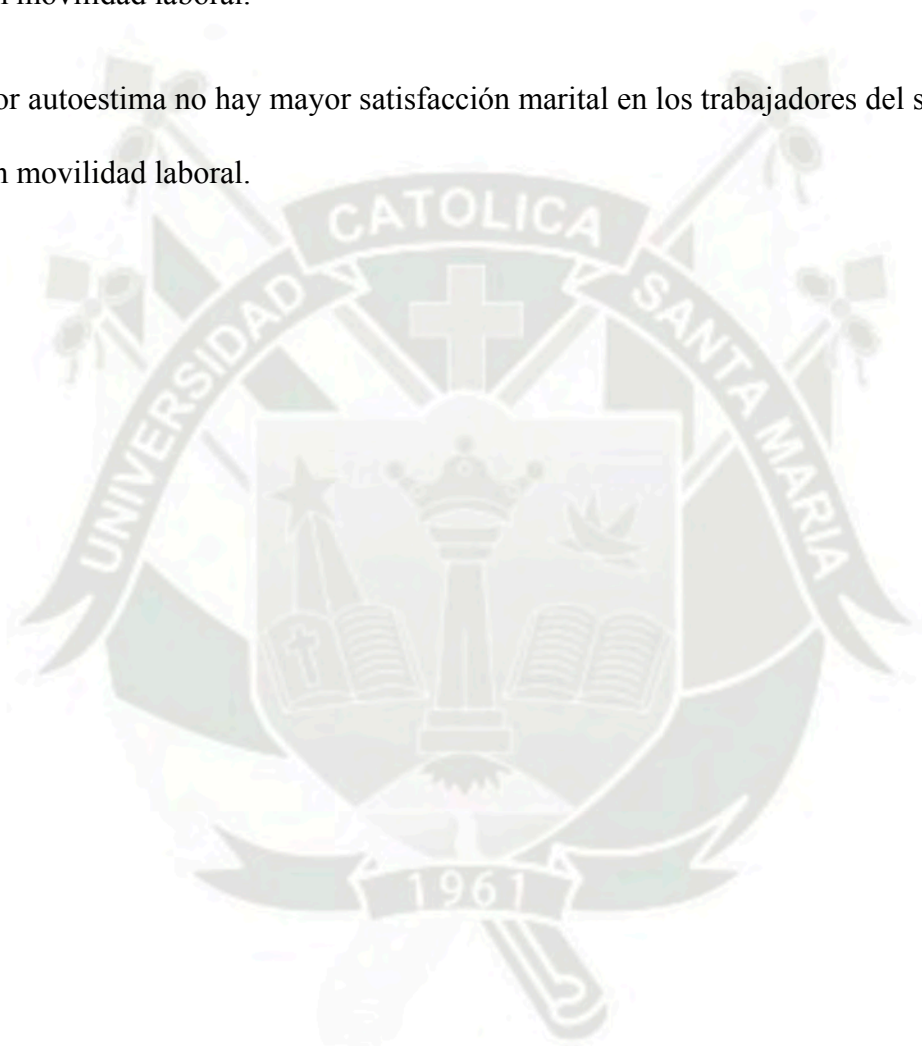 movilidad laboral.
or autoestima no hay mayor satisfacción marital en los trabajadores del s
n movilidad laboral.
UNIVERSIDAD CATOLICA SANTA MARIA
1961